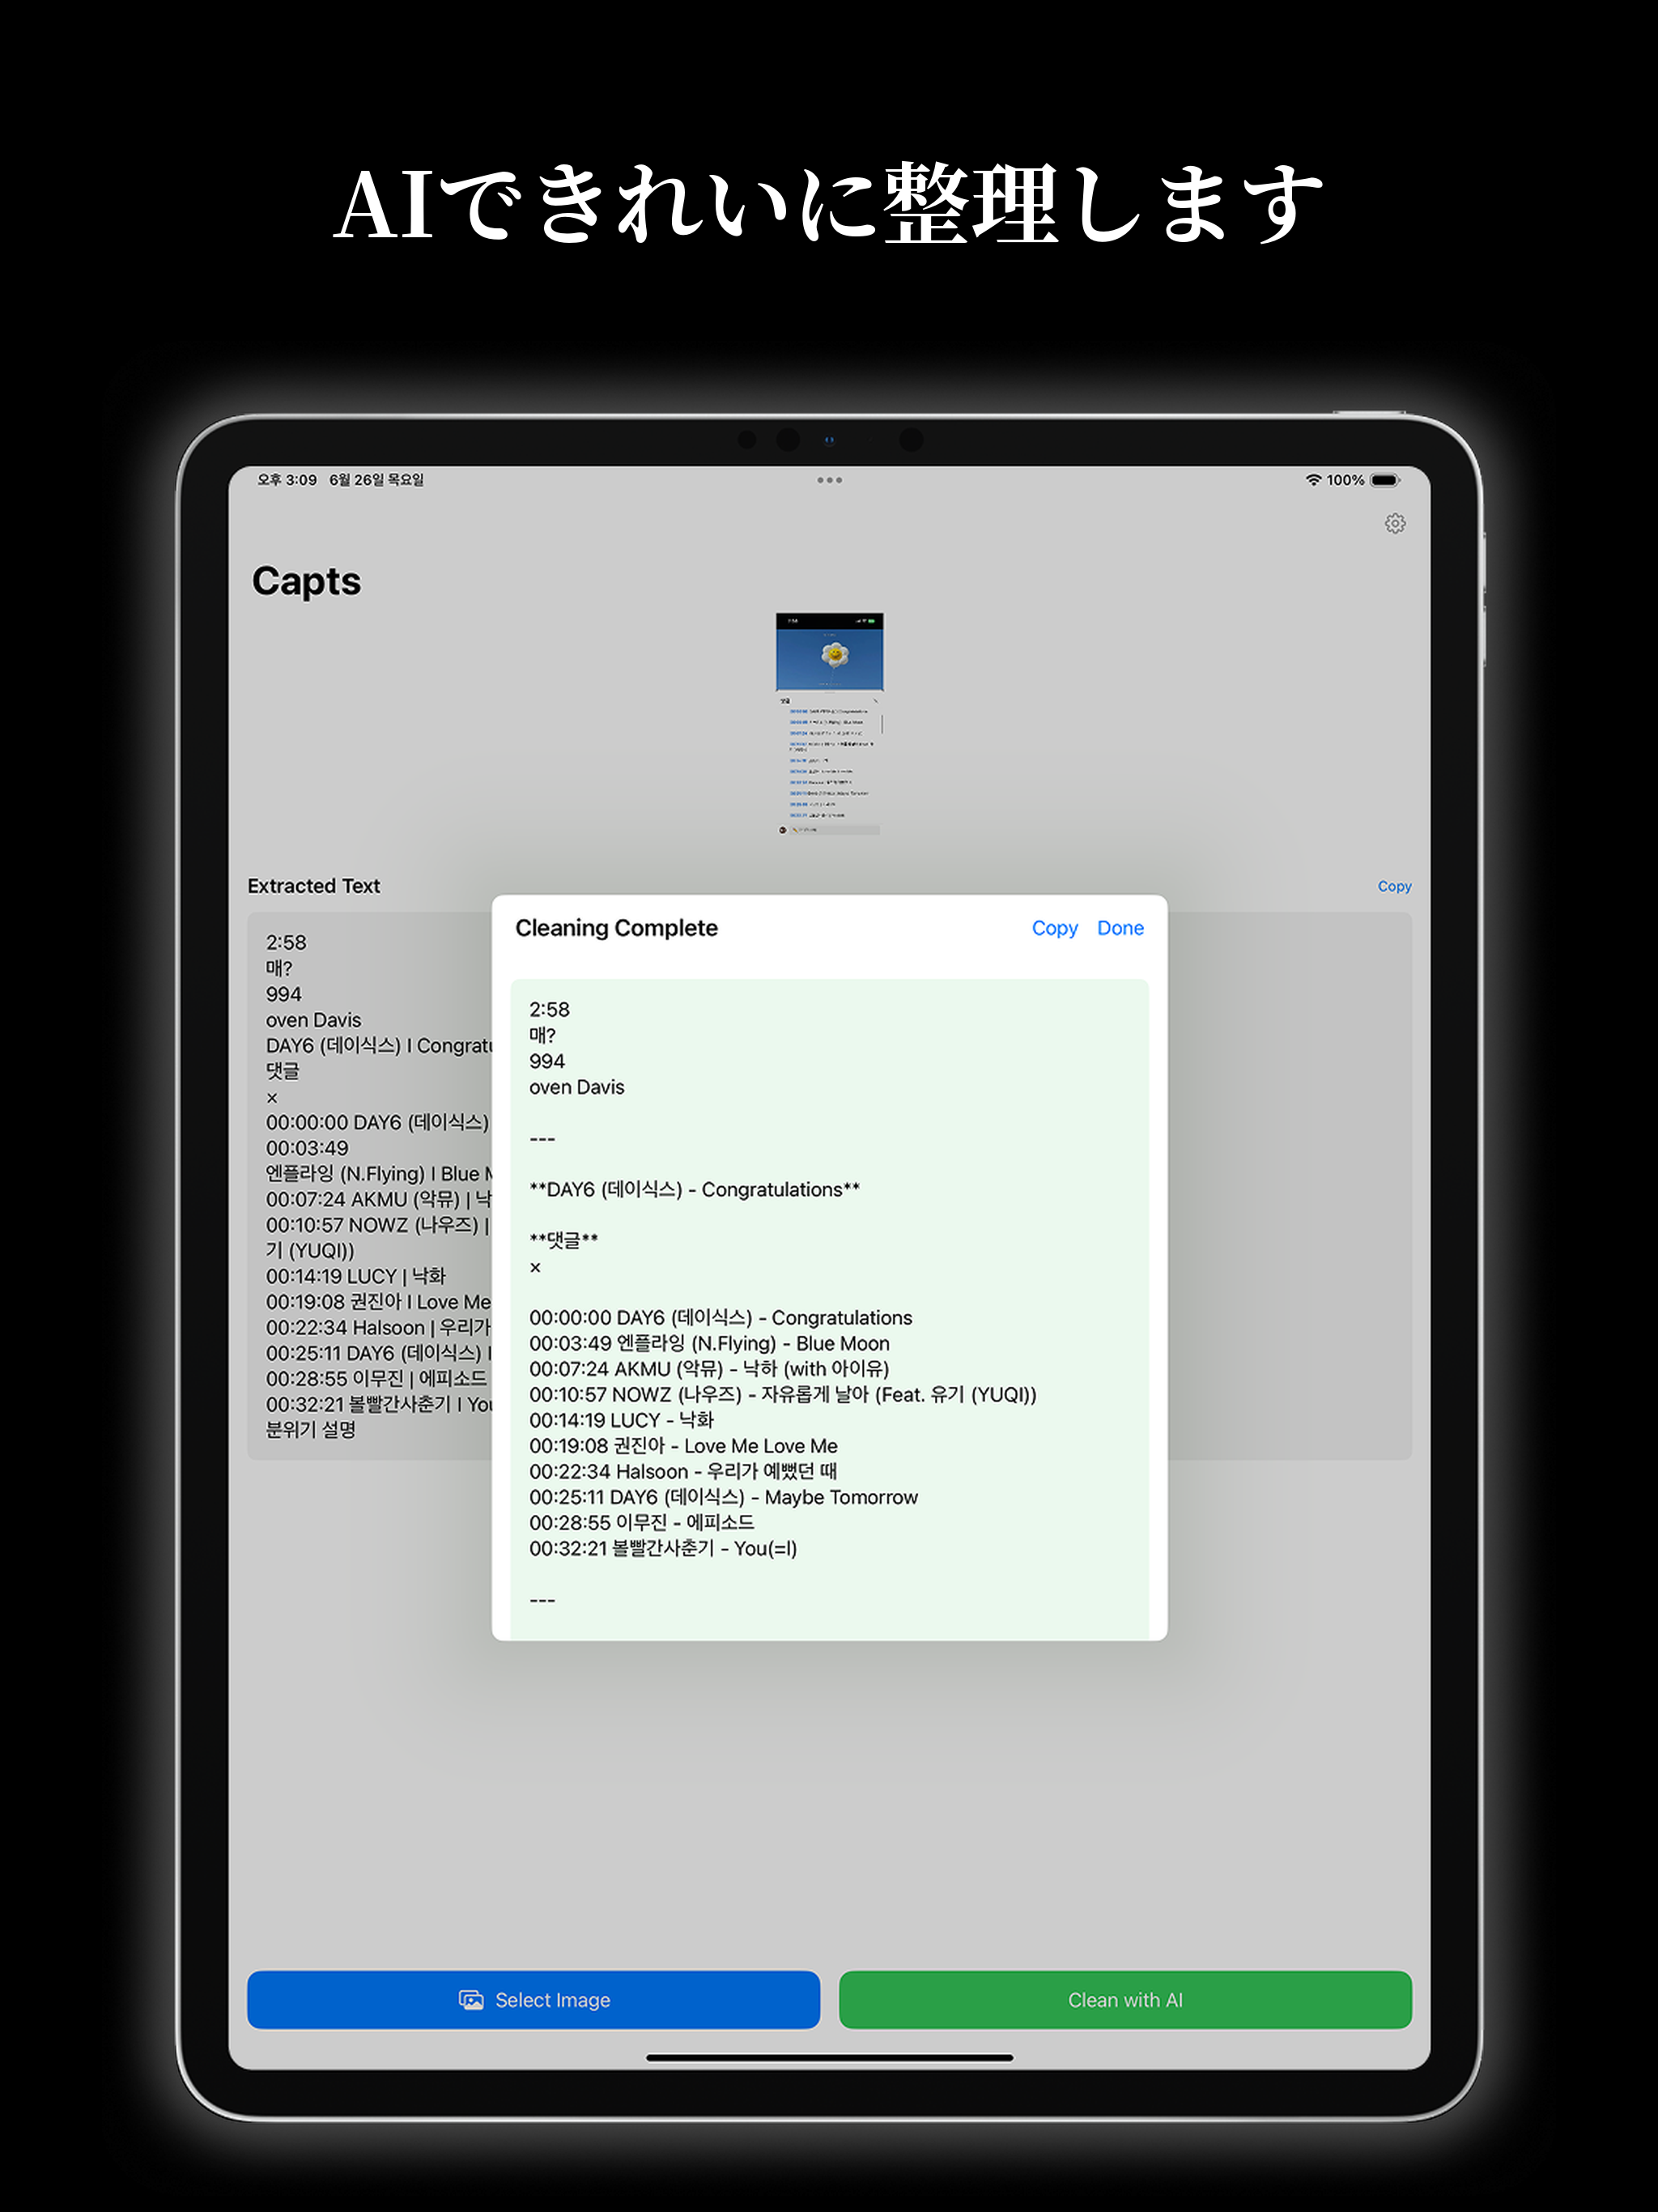 AIできれいに整理します
오후 3:09 6월 26일 목요일
100%
Capts
2:58
댓글
Extracted Text
Copy
2:58
매?
994
oven Davis
DAY6 (데이식스) I Congratu
댓글
×
00:00:00 DAY6 (데이식스)
00:03:49
엔플라잉 (N.Flying) I Blue M
00:07:24 AKMU (악뮤) | 낙
00:10:57 NOWZ (나우즈) |
기 (YUQI))
00:14:19 LUCY | 낙화
00:19:08 권진아 I Love Me
00:22:34 Halsoon | 우리가
00:25:11 DAY6 (데이식스) I
00:28:55 이무진 | 에피소드
00:32:21 볼빨간사춘기 I You
분위기 설명
Cleaning Complete
Copy Done
2:58
매?
994
oven Davis
---
**DAY6 (데이식스) - Congratulations**
**댓글**
×
00:00:00 DAY6 (데이식스) - Congratulations
00:03:49 엔플라잉 (N.Flying) - Blue Moon
00:07:24 AKMU (악뮤) - 낙하 (with 아이유)
00:10:57 NOWZ (나우즈) - 자유롭게 날아 (Feat. 유기 (YUQI))
00:14:19 LUCY - 낙화
00:19:08 권진아 - Love Me Love Me
00:22:34 Halsoon - 우리가 예뻤던 때
00:25:11 DAY6 (데이식스) - Maybe Tomorrow
00:28:55 이무진 - 에피소드
00:32:21 볼빨간사춘기 - You(=I)
---
Select Image
Clean with AI